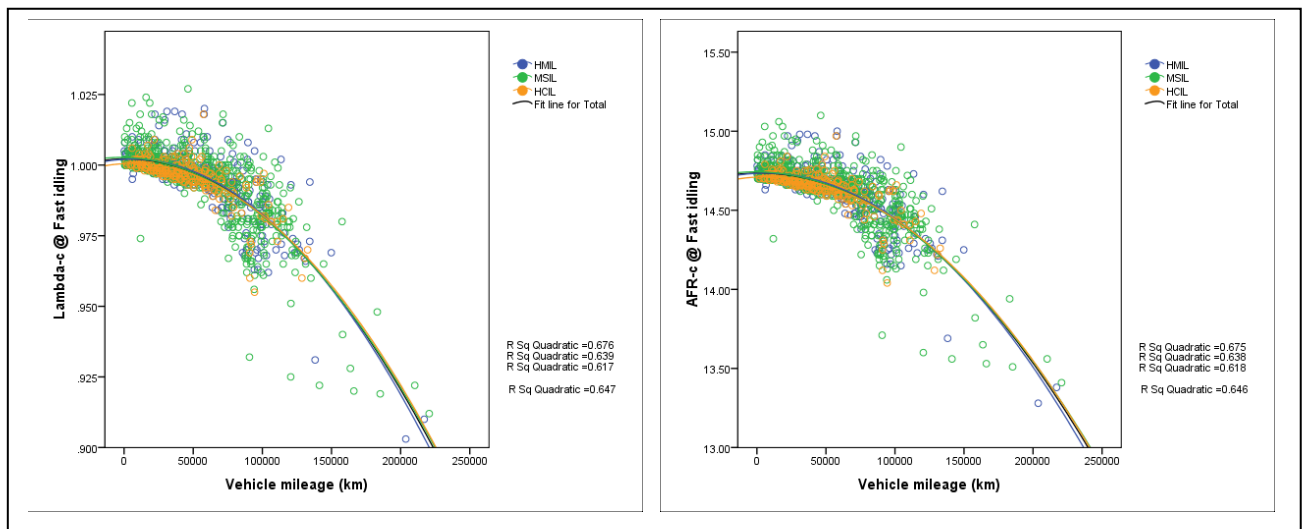 HMIL
MSIL
HCIL
Fit line for Total
1.025
1.000
.975
.950
.925
.900
Lambda-c @ Fast idling
0
50000
100000
150000
200000
250000
Vehicle mileage (km)
R Sq Quadratic =0.676
R Sq Quadratic =0.639
R Sq Quadratic =0.617
R Sq Quadratic =0.647
HMIL
MSIL
HCIL
Fit line for Total
15.50
15.00
14.50
14.00
13.50
13.00
AFR-c @ Fast idling
0
50000
100000
150000
200000
250000
Vehicle mileage (km)
R Sq Quadratic =0.675
R Sq Quadratic =0.638
R Sq Quadratic =0.618
R Sq Quadratic =0.646